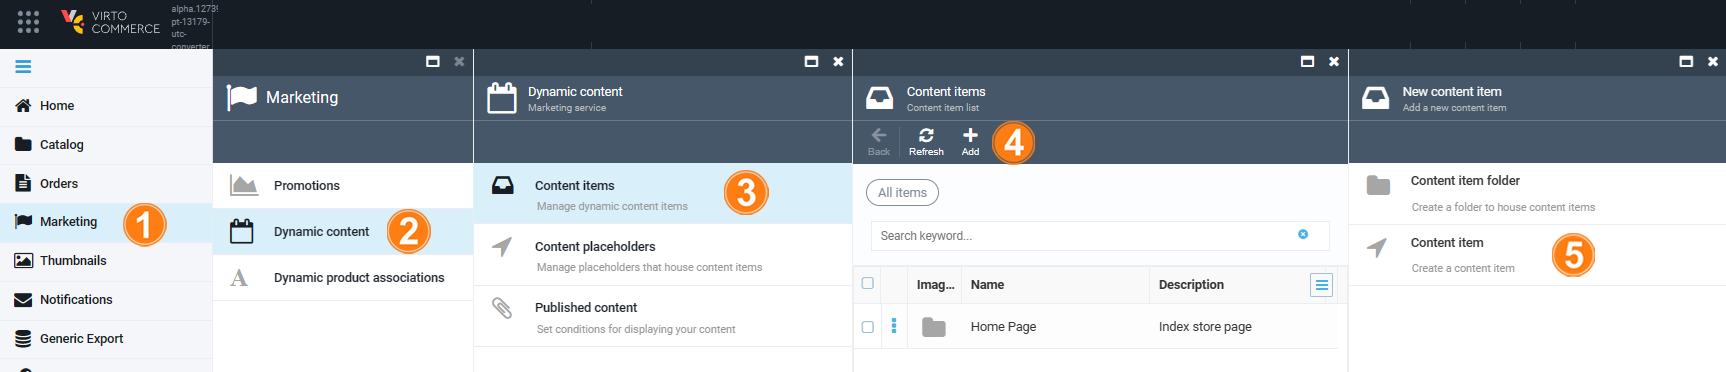 VIRTO
COMMERCE
alpha.12739
pt-13179-
utc-
converter
Home
Catalog
Orders
Marketing
1
Thumbnails
Notifications
Generic Export
Marketing
Promotions
Dynamic content
2
Dynamic product associations
Dynamic content
Marketing service
Content items
Manage dynamic content items
3
Content placeholders
Manage placeholders that house content items
Published content
Set conditions for displaying your content
Content items
Content item list
Back Refresh Add
4
All items
Search keyword...
Imag... Name Description
Home Page Index store page
New content item
Add a new content item
Content item folder
Create a folder to house content items
Content item
Create a content item
5